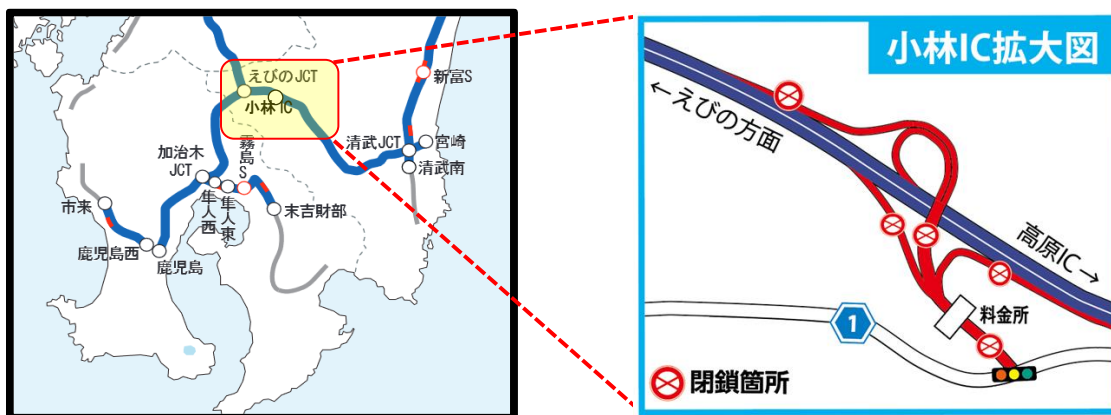 えびのJCT
小林IC
新富S
清武JCT
宮崎
清武南
加治木
JCT
霧島S
隼人西
隼人東
末吉財部
市来
鹿児島西
鹿児島
小林IC拡大図
←えびの方面
高原IC→
料金所
1
閉鎖箇所